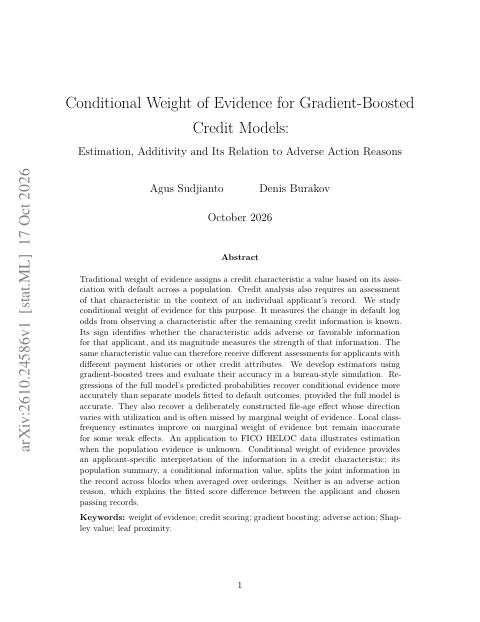 Conditional Weight of Evidence for Gradient-Boosted
Credit Models:
Estimation, Additivity and Its Relation to Adverse Action Reasons
Agus Sudjianto Denis Burakov
October 2026
Abstract
Traditional weight of evidence assigns a credit characteristic a value based on its asso-
ciation with default across a population. Credit analysis also requires an assessment
of that characteristic in the context of an individual applicant's record. We study
conditional weight of evidence for this purpose. It measures the change in default log
odds from observing a characteristic after the remaining credit information is known.
Its sign identifies whether the characteristic adds adverse or favorable information
for that applicant, and its magnitude measures the strength of that information. The
same characteristic value can therefore receive different assessments for applicants with
different payment histories or other credit attributes. We develop estimators using
gradient-boosted trees and evaluate their accuracy in a bureau-style simulation. Re-
gressions of the full model's predicted probabilities recover conditional evidence more
accurately than separate models fitted to default outcomes, provided the full model is
accurate. They also recover a deliberately constructed file-age effect whose direction
varies with utilization and is often missed by marginal weight of evidence. Local class-
frequency estimates improve on marginal weight of evidence but remain inaccurate
for some weak effects. An application to FICO HELOC data illustrates estimation
when the population evidence is unknown. Conditional weight of evidence provides
an applicant-specific interpretation of the information in a credit characteristic; its
population summary, a conditional information value, splits the joint information in
the record across blocks when averaged over orderings. Neither is an adverse action
reason, which explains the fitted score difference between the applicant and chosen
passing records.
Keywords: weight of evidence; credit scoring; gradient boosting; adverse action; Shap-
ley value; leaf proximity.
1
arXiv:2610.24586v1 [stat.ML] 17 Oct 2026